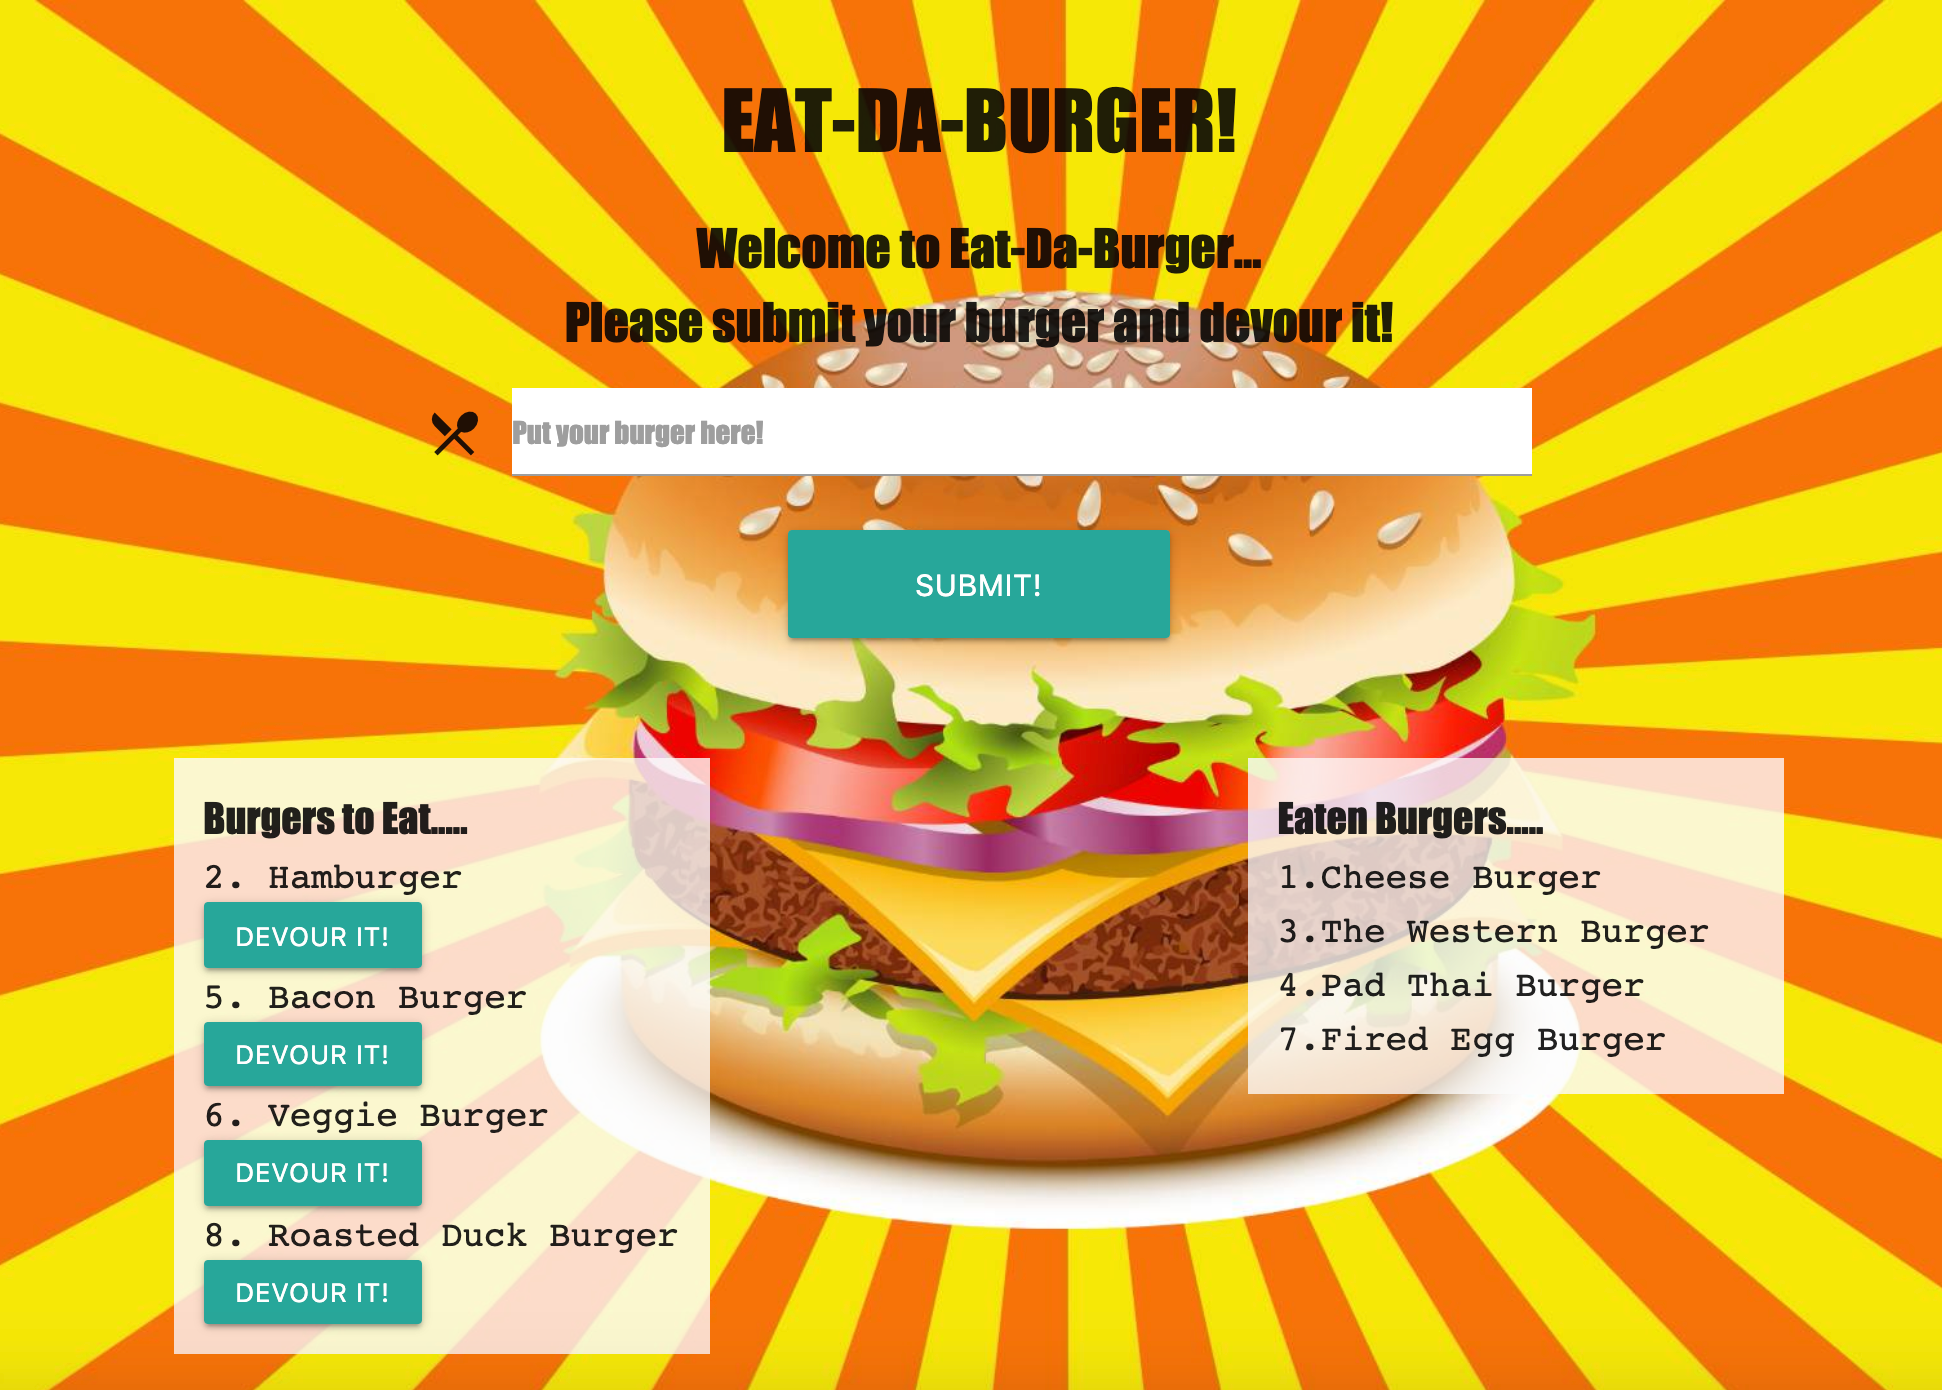 EAT-DA-BURGER!
Welcome to Eat-Da-Burger...
Please submit your burger and devour it!
Put your burger here!
SUBMIT!
Burgers to Eat.....
2. Hamburger
DEVOUR IT!
5. Bacon Burger
DEVOUR IT!
6. Veggie Burger
DEVOUR IT!
8. Roasted Duck Burger
DEVOUR IT!
Eaten Burgers.....
1.Cheese Burger
3.The Western Burger
4.Pad Thai Burger
7.Fired Egg Burger